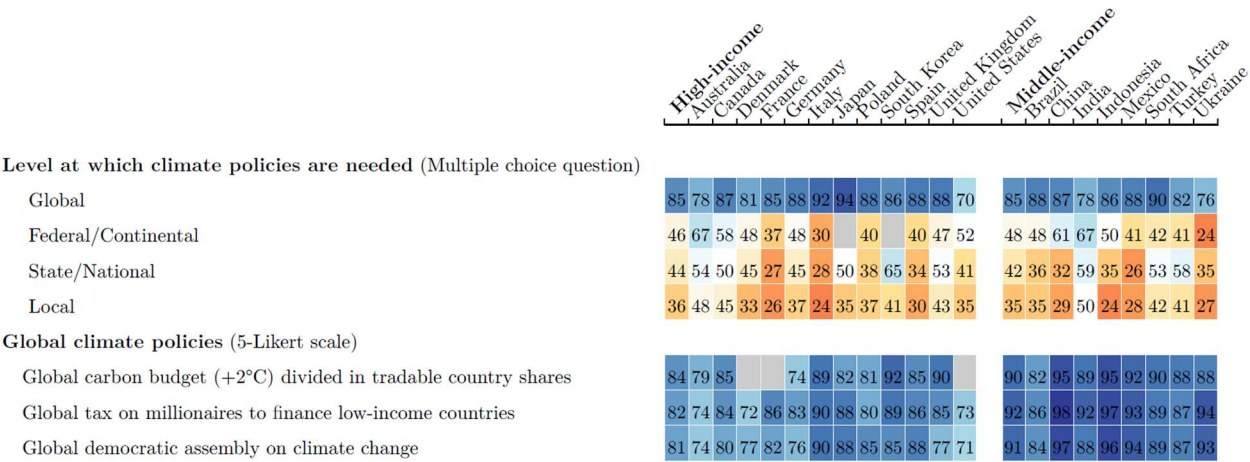 High-income Australia Canada Denmark France Germany Italy Japan Poland South Korea Spain United Kingdom United States Middle-income Brazil China India Indonesia Mexico South Africa Turkey Ukraine
Level at which climate policies are needed (Multiple choice question)
Global 85 78 87 81 85 88 92 94 88 86 88 88 70 85 88 87 78 86 88 90 82 76
Federal/Continental 46 67 58 48 37 48 30 40 40 47 52 48 48 61 67 50 41 42 41 24
State/National 44 54 50 45 27 45 28 50 38 65 34 53 41 42 36 32 59 35 26 53 58 35
Local 36 48 45 33 26 37 24 35 37 41 30 43 35 35 35 29 50 24 28 42 41 27
Global climate policies (5-Likert scale)
Global carbon budget (+2°C) divided in tradable country shares 84 79 85 74 89 82 81 92 85 90 90 82 95 89 95 92 90 88 88
Global tax on millionaires to finance low-income countries 82 74 84 72 86 83 90 88 80 89 86 85 73 92 86 98 92 97 93 89 87 94
Global democratic assembly on climate change 81 74 80 77 82 76 90 88 85 85 88 77 71 91 84 97 88 96 94 89 87 93